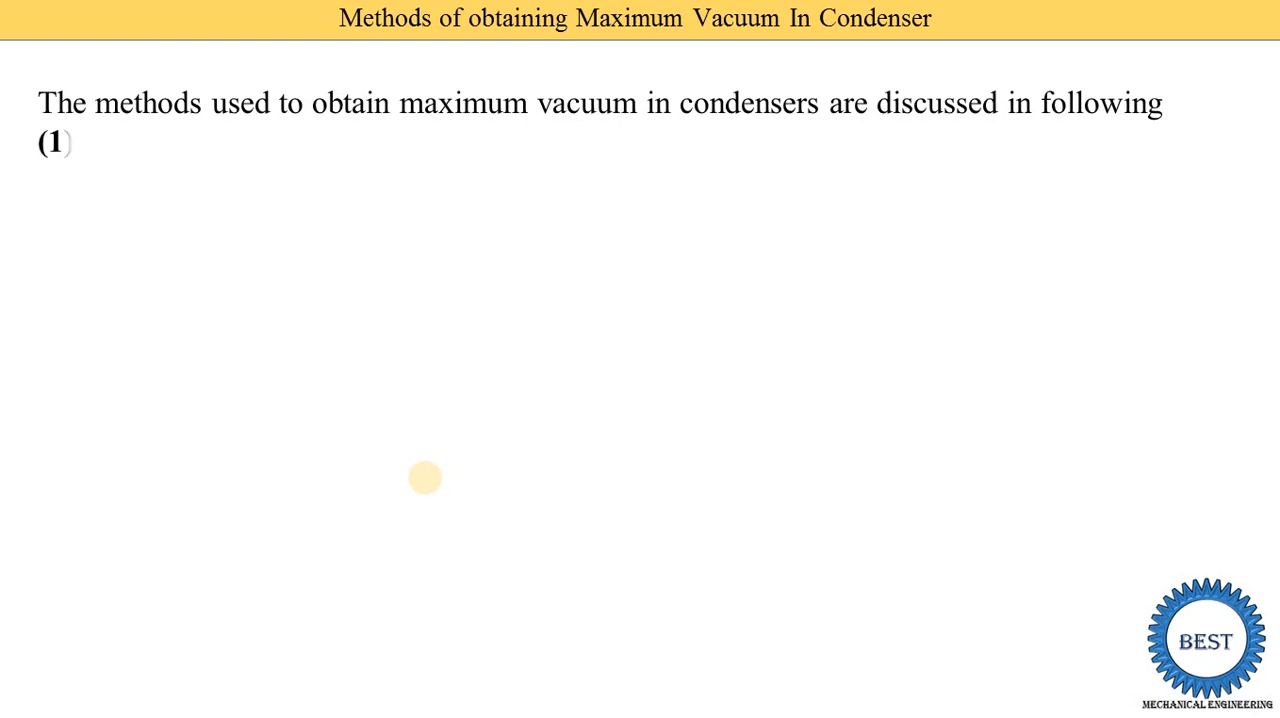 Methods of obtaining Maximum Vacuum In Condenser
The methods used to obtain maximum vacuum in condensers are discussed in following
(1)
BEST
MECHANICAL ENGINEERING